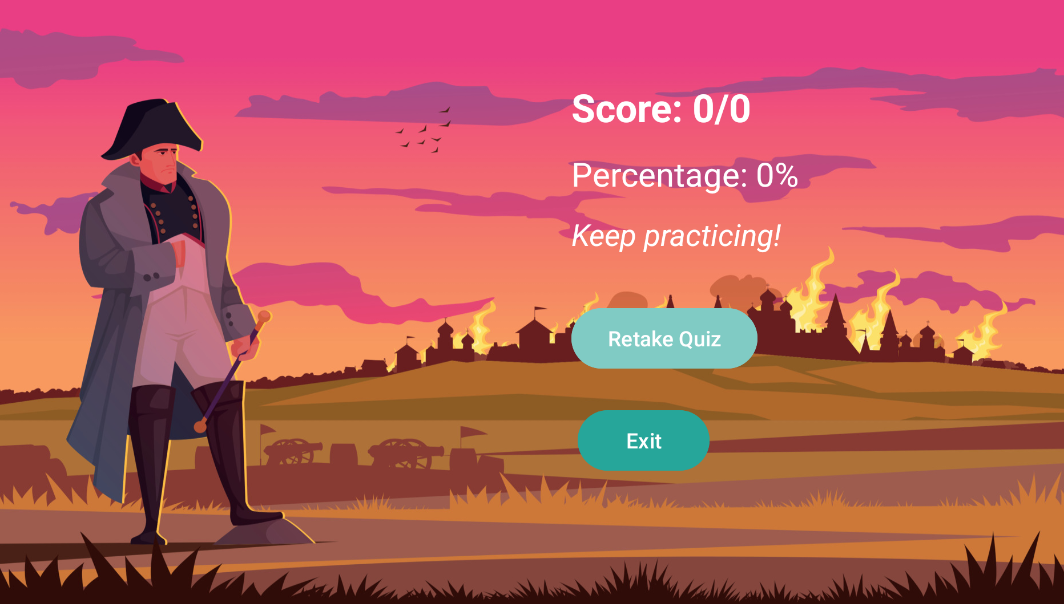 Score: 0/0
Percentage: 0%
Keep practicing!
Retake Quiz
Exit